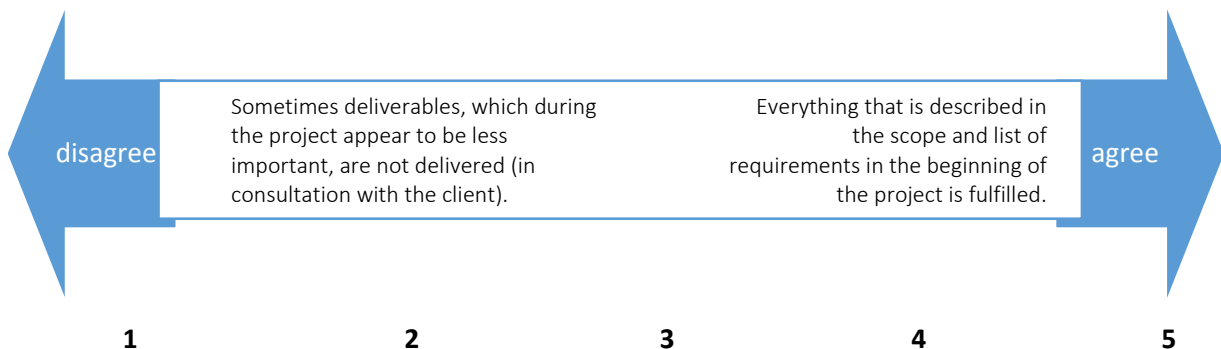 disagree
Sometimes deliverables, which during
the project appear to be less
important, are not delivered (in
consultation with the client).
Everything that is described in
the scope and list of
requirements in the beginning of
the project is fulfilled.
agree
1 2 3 4 5